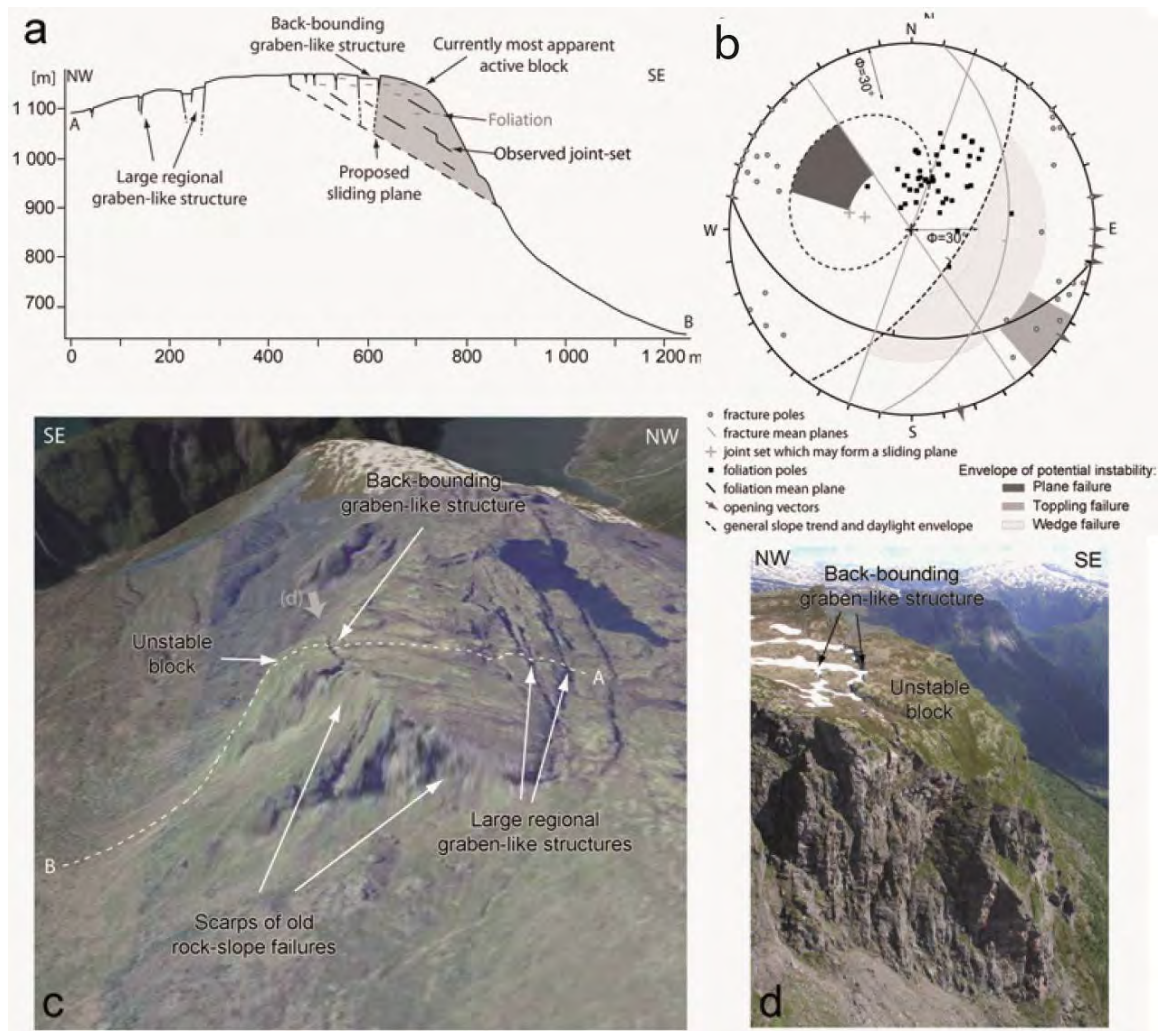 a
Back-bounding
graben-like structure
Currently most apparent
active block
[m]
NW
SE
1 100
A
Foliation
1 000
Observed joint-set
Large regional
graben-like structure
Proposed
sliding plane
900
800
700
B
0
200
400
600
800
1 000
1 200 m
b
N
N
Φ=30°
W
E
Φ=30°
S
fracture poles
fracture mean planes
joint set which may form a sliding plane
foliation poles
foliation mean plane
opening vectors
general slope trend and daylight envelope
Envelope of potential instability:
Plane failure
Toppling failure
Wedge failure
SE
NW
Back-bounding
graben-like structure
(d)
Unstable
block
A
Large regional
graben-like structures
B
Scarps of old
rock-slope failures
c
NW
SE
Back-bounding
graben-like structure
Unstable
block
d